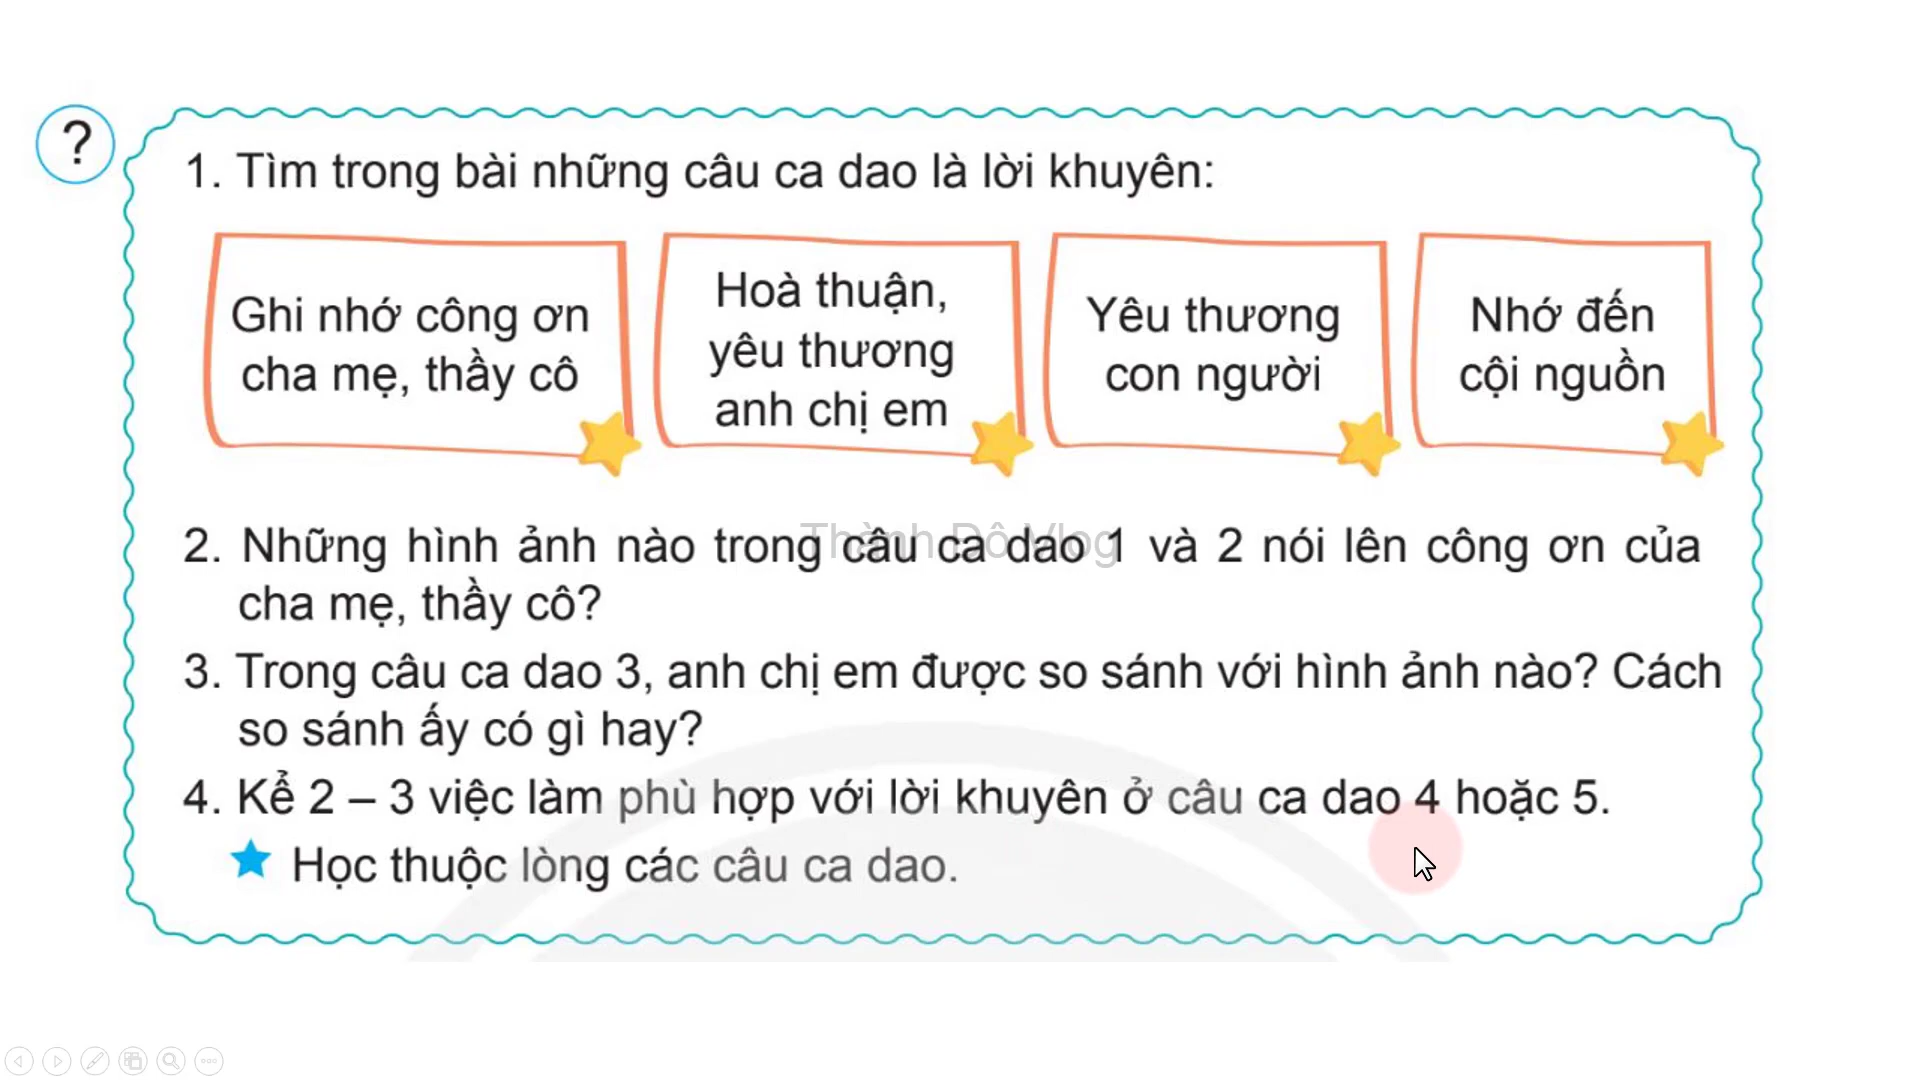 ?
1. Tìm trong bài những câu ca dao là lời khuyên:
Ghi nhớ công ơn
cha mẹ, thầy cô
Hoà thuận,
yêu thương
anh chị em
Yêu thương
con người
Nhớ đến
cội nguồn
2. Những hình ảnh nào trong câu ca dao 1 và 2 nói lên công ơn của
cha mẹ, thầy cô?
Thành Đô Vlog
3. Trong câu ca dao 3, anh chị em được so sánh với hình ảnh nào? Cách
so sánh ấy có gì hay?
4. Kể 2 – 3 việc làm phù hợp với lời khuyên ở câu ca dao 4 hoặc 5.
Học thuộc lòng các câu ca dao.